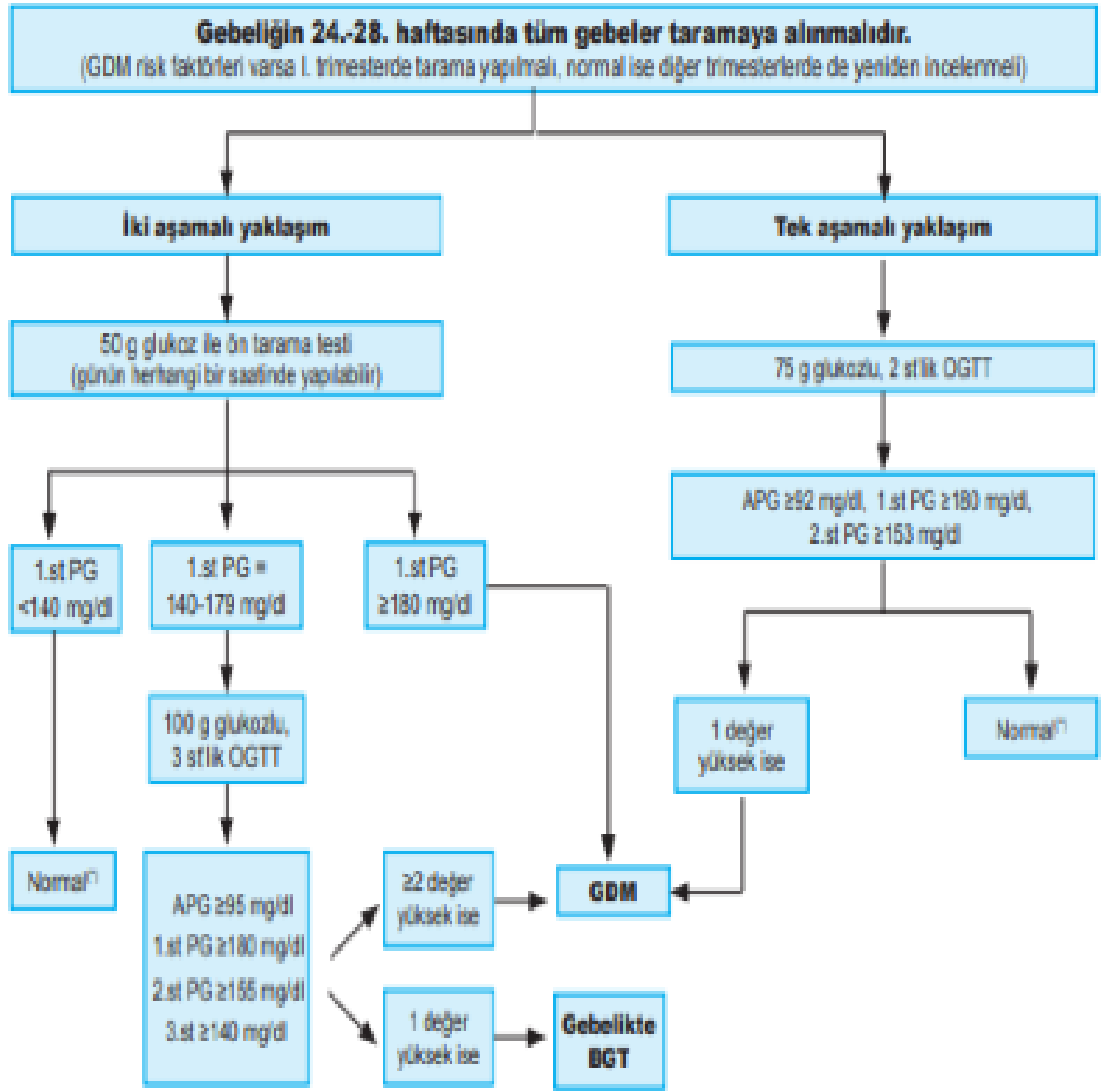 Gebeliğin 24.-28. haftasında tüm gebeler taramaya alınmalıdır.
(GDM risk faktörleri varsa I. trimesterde tarama yapılmalı, normal ise diğer trimesterlerde de yeniden incelenmeli)
İki aşamalı yaklaşım
Tek aşamalı yaklaşım
50 g glukoz ile ön tarama testi
(günün herhangi bir saatinde yapılabilir)
75 g glukozlu, 2 st'lik OGTT
APG ≥92 mg/dl, 1.st PG ≥180 mg/dl,
2.st PG ≥153 mg/dl
1.st PG
<140 mg/dl
1.st PG =
140-179 mg/dl
1.st PG
≥180 mg/dl
100 g glukozlu,
3 st'lik OGTT
1 değer
yüksek ise
Normal(*)
Normal(*)
APG ≥95 mg/dl
1.st PG ≥180 mg/dl
2.st PG ≥155 mg/dl
3.st ≥140 mg/dl
≥2 değer
yüksek ise
GDM
1 değer
yüksek ise
Gebelikte
BGT